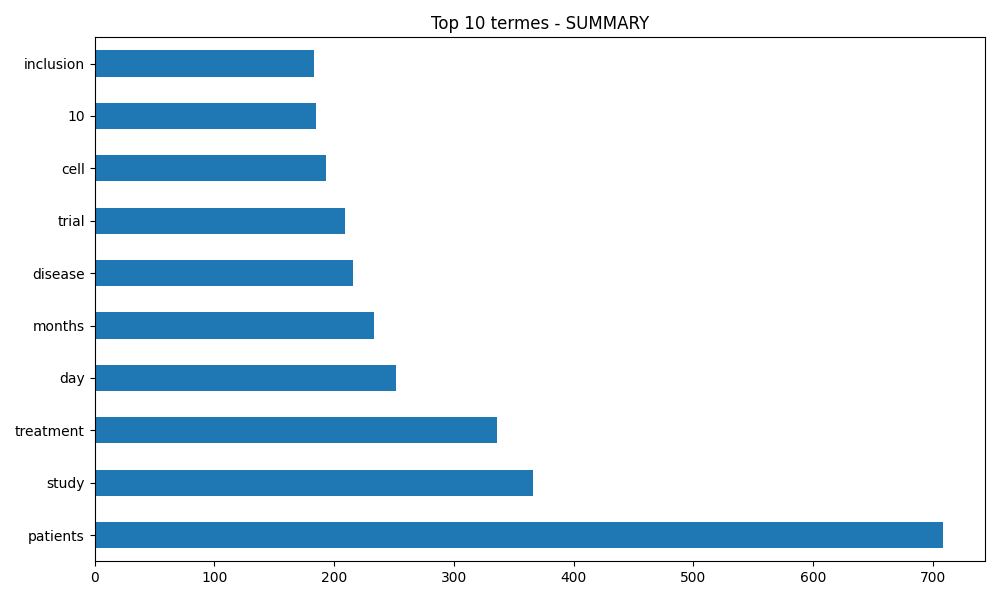 Top 10 termes - SUMMARY
inclusion
10
cell
trial
disease
months
day
treatment
study
patients
0 100 200 300 400 500 600 700